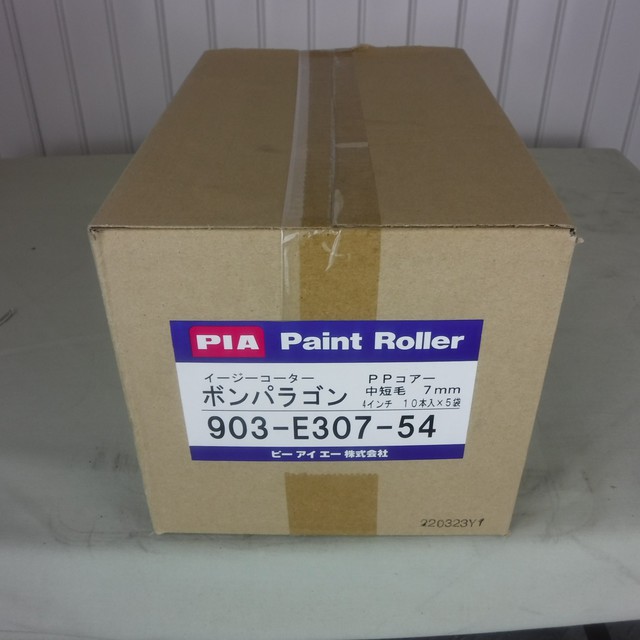 PIA Paint Roller
イージーコーター ＰＰコアー
ボンパラゴン 中短毛 7mm
4インチ 10本入×5袋
903-E307-54
ピー アイ エー 株式会社
220323Y1